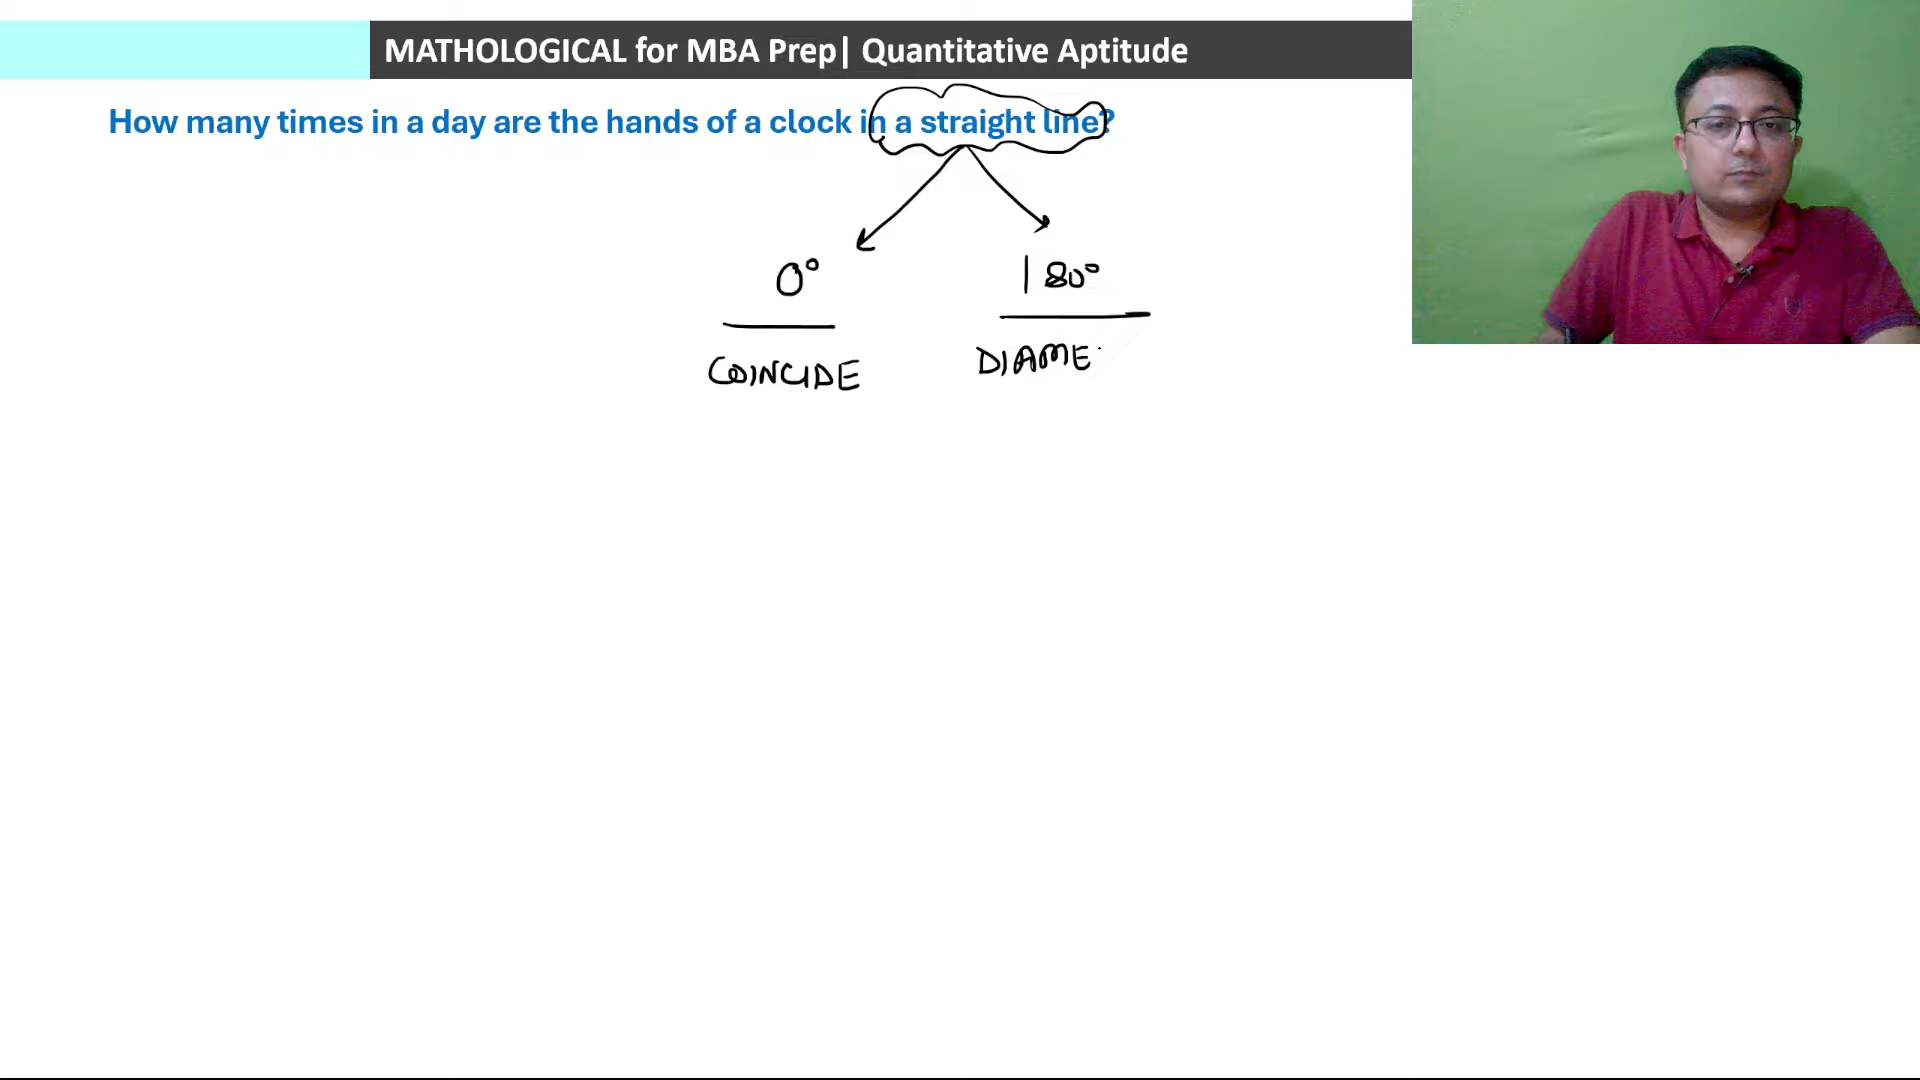 MATHOLOGICAL for MBA Prep| Quantitative Aptitude
How many times in a day are the hands of a clock in a straight line?
0° 180°
COINCIDE DIAME